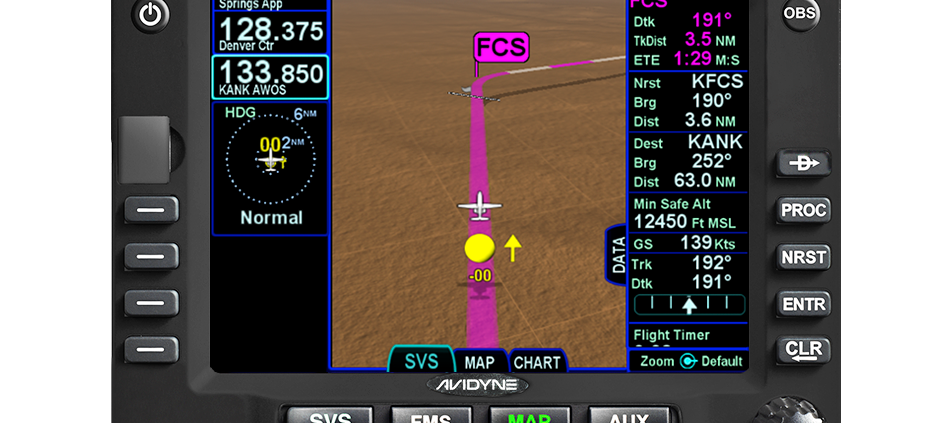 Springs App
128.375
Denver Ctr
133.850
KANK AWOS
HDG
6NM
00
2NM
Normal
FCS
-00
FCS
Dtk 191°
TkDist 3.5 NM
ETE 1:29 M:S
Nrst KFCS
Brg 190°
Dist 3.6 NM
Dest KANK
Brg 252°
Dist 63.0 NM
Min Safe Alt
12450 Ft MSL
DATA
GS 139 Kts
Trk 192°
Dtk 191°
Flight Timer
Zoom Default
SVS MAP CHART
AVIDYNE
SVS FMS MAP AUX
OBS
D
PROC
NRST
ENTR
CLR